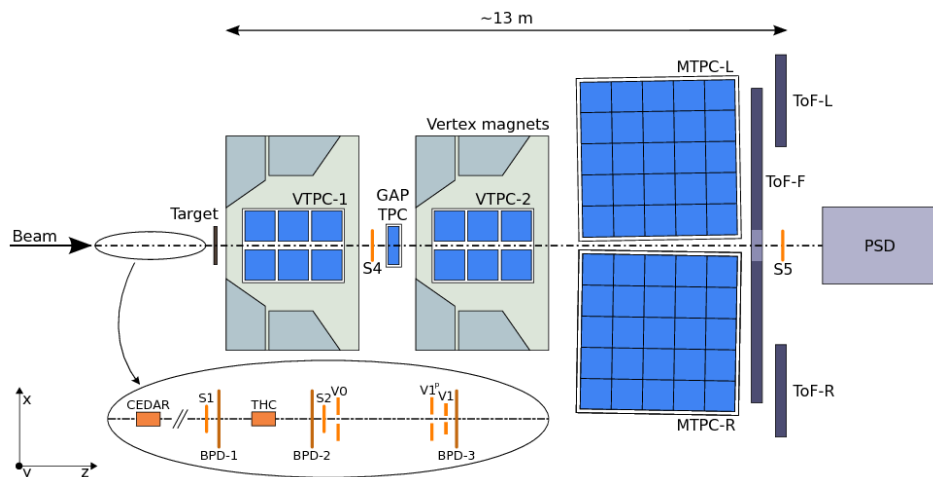 ~13 m
MTPC-L
ToF-L
Vertex magnets
ToF-F
VTPC-1
GAP
TPC
VTPC-2
Target
Beam
S4
S5
PSD
x
y
z
CEDAR
S1
THC
S2
V0
V1ᵖ
V1
BPD-1
BPD-2
BPD-3
ToF-R
MTPC-R